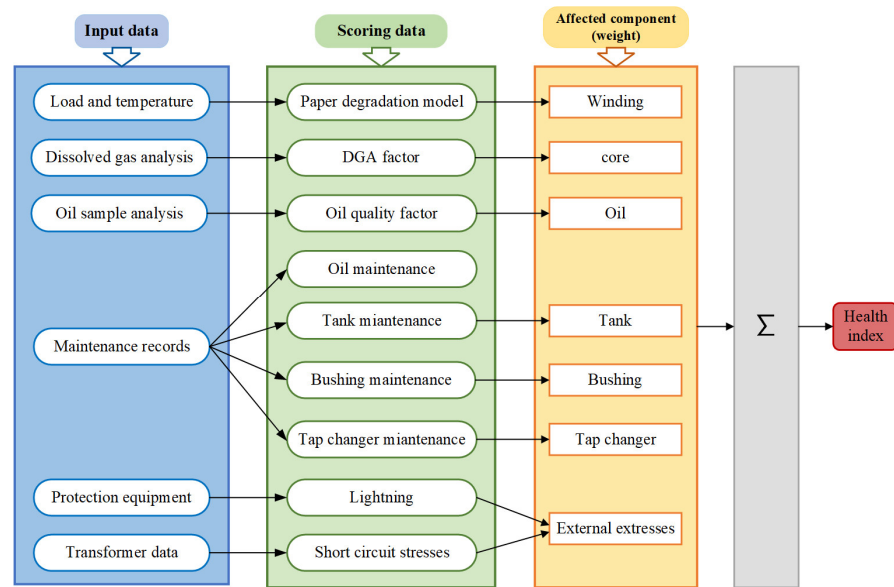 Input data
Scoring data
Affected component
(weight)
Load and temperature
Paper degradation model
Winding
Dissolved gas analysis
DGA factor
core
Oil sample analysis
Oil quality factor
Oil
Oil maintenance
Maintenance records
Tank miantenance
Tank
Bushing maintenance
Bushing
Tap changer miantenance
Tap changer
Protection equipment
Lightning
Transformer data
Short circuit stresses
External extresses
Σ
Health
index